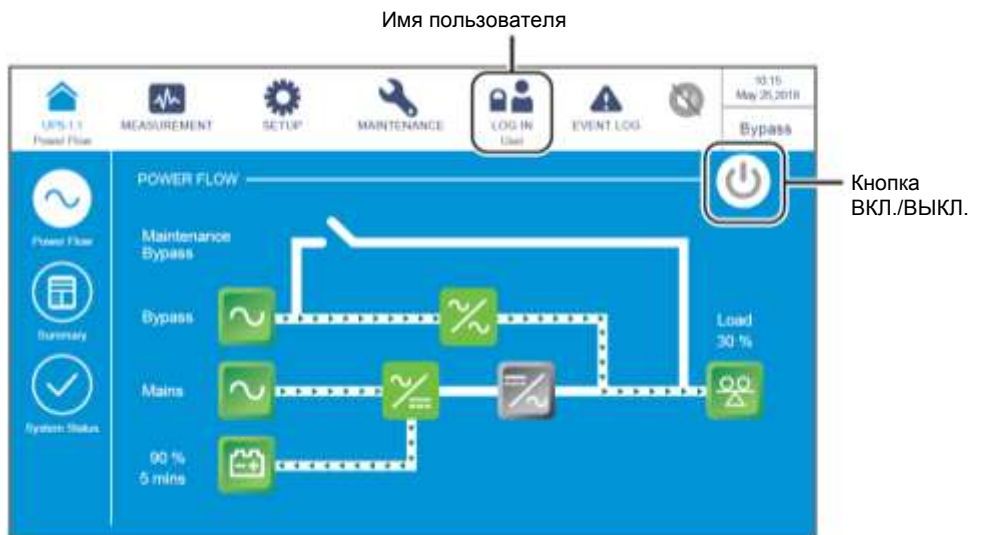 Имя пользователя
10:15
May 25,2018
UPS-1.1
Power Flow
MEASUREMENT
SETUP
MAINTENANCE
LOG IN
User
EVENT LOG
Bypass
POWER FLOW
Кнопка
ВКЛ./ВЫКЛ.
Power Flow
Maintenance
Bypass
Bypass
Summary
Load
30 %
Mains
System Status
90 %
5 mins